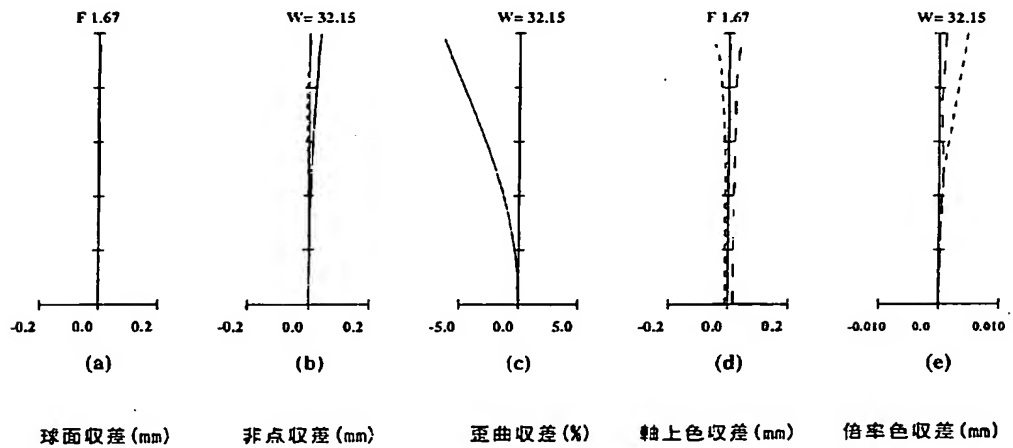 F 1.67 W= 32.15 W= 32.15 F 1.67 W= 32.15
-0.2 0.0 0.2 -0.2 0.0 0.2 -5.0 0.0 5.0 -0.2 0.0 0.2 -0.010 0.0 0.010
(a) (b) (c) (d) (e)
球面収差(mm) 非点収差(mm) 歪曲収差(%) 軸上色収差(mm) 倍率色収差(mm)